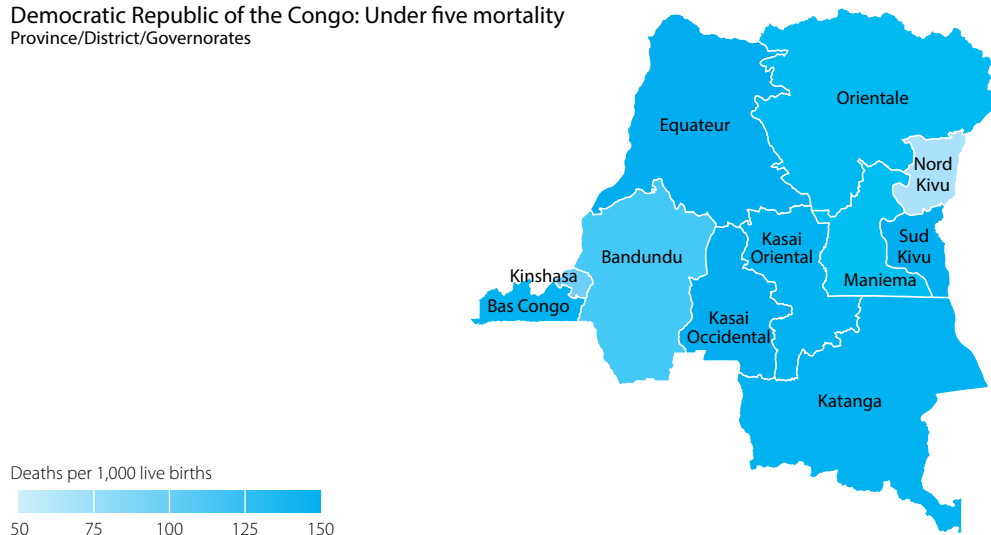 Democratic Republic of the Congo: Under five mortality
Province/District/Governorates
Orientale
Equateur
Nord
Kivu
Sud
Kivu
Kasai
Oriental
Bandundu
Kinshasa
Maniema
Bas Congo
Kasai
Occidental
Katanga
Deaths per 1,000 live births
50 75 100 125 150